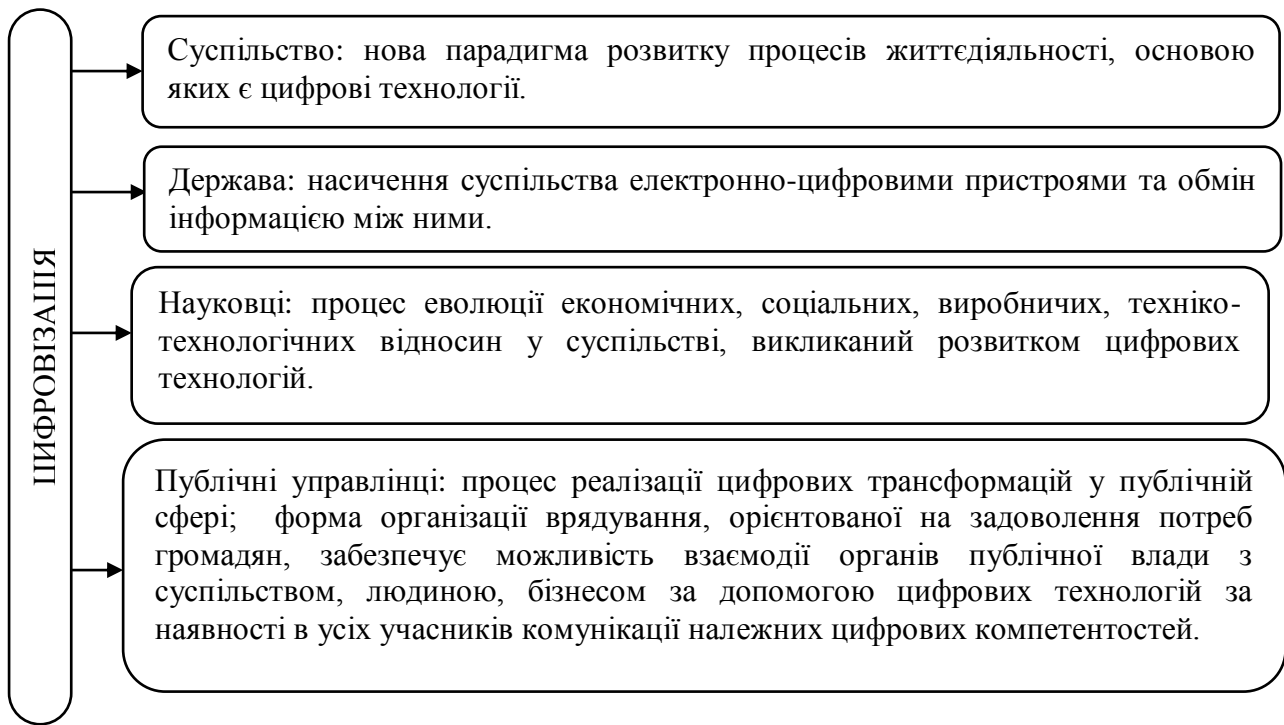 ЦИФРОВІЗАЦІЯ
Суспільство: нова парадигма розвитку процесів життєдіяльності, основою
яких є цифрові технології.
Держава: насичення суспільства електронно-цифровими пристроями та обмін
інформацією між ними.
Науковці: процес еволюції економічних, соціальних, виробничих, техніко-
технологічних відносин у суспільстві, викликаний розвитком цифрових
технологій.
Публічні управлінці: процес реалізації цифрових трансформацій у публічній
сфері; форма організації врядування, орієнтованої на задоволення потреб
громадян, забезпечує можливість взаємодії органів публічної влади з
суспільством, людиною, бізнесом за допомогою цифрових технологій за
наявності в усіх учасників комунікації належних цифрових компетентостей.